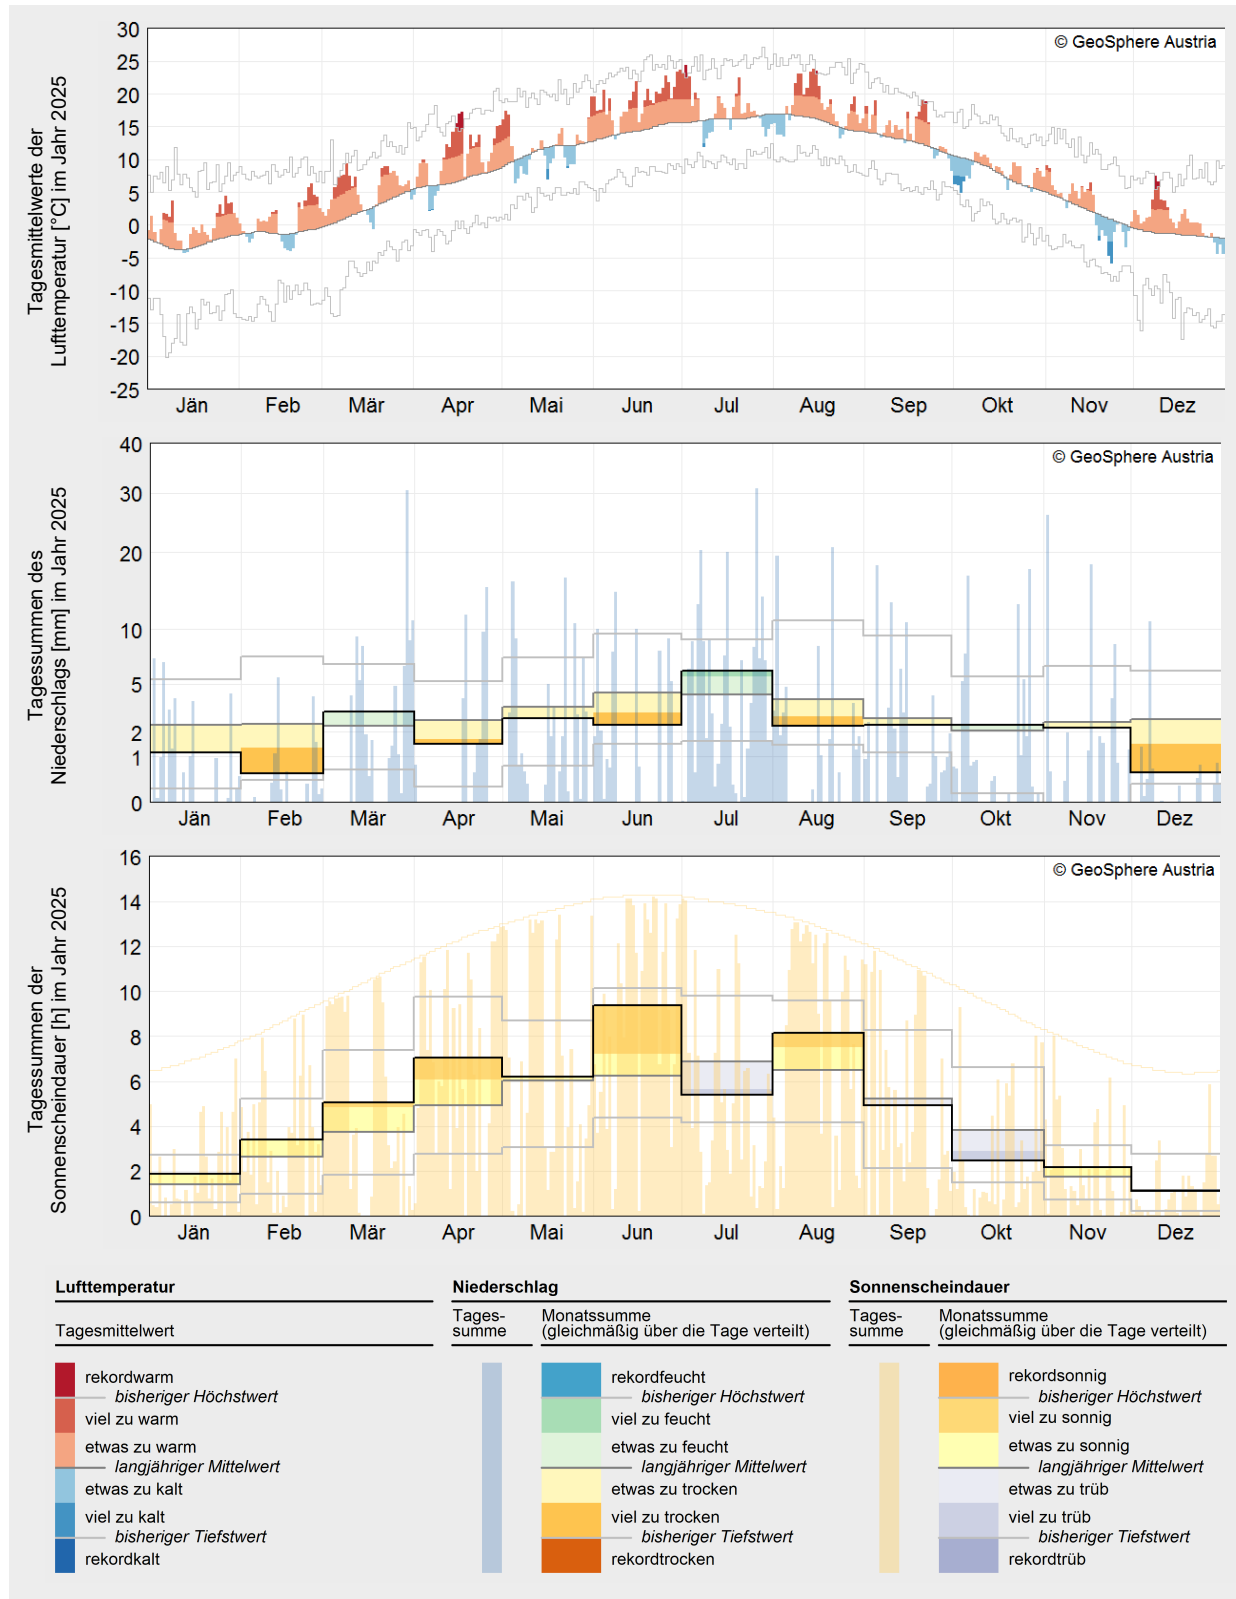 Tagesmittelwerte der
Lufttemperatur [°C] im Jahr 2025
30
25
20
15
10
5
0
-5
-10
-15
-20
-25
© GeoSphere Austria
Jän Feb Mär Apr Mai Jun Jul Aug Sep Okt Nov Dez
Tagessummen des
Niederschlags [mm] im Jahr 2025
40
30
20
10
5
2
1
0
© GeoSphere Austria
Jän Feb Mär Apr Mai Jun Jul Aug Sep Okt Nov Dez
Tagessummen der
Sonnenscheindauer [h] im Jahr 2025
16
14
12
10
8
6
4
2
0
© GeoSphere Austria
Jän Feb Mär Apr Mai Jun Jul Aug Sep Okt Nov Dez
Lufttemperatur
Tagesmittelwert
rekordwarm
bisheriger Höchstwert
viel zu warm
etwas zu warm
langjähriger Mittelwert
etwas zu kalt
viel zu kalt
bisheriger Tiefstwert
rekordkalt
Niederschlag
Tages-
summe
Monatssumme
(gleichmäßig über die Tage verteilt)
rekordfeucht
bisheriger Höchstwert
viel zu feucht
etwas zu feucht
langjähriger Mittelwert
etwas zu trocken
viel zu trocken
bisheriger Tiefstwert
rekordtrocken
Sonnenscheindauer
Tages-
summe
Monatssumme
(gleichmäßig über die Tage verteilt)
rekordsonnig
bisheriger Höchstwert
viel zu sonnig
etwas zu sonnig
langjähriger Mittelwert
etwas zu trüb
viel zu trüb
bisheriger Tiefstwert
rekordtrüb